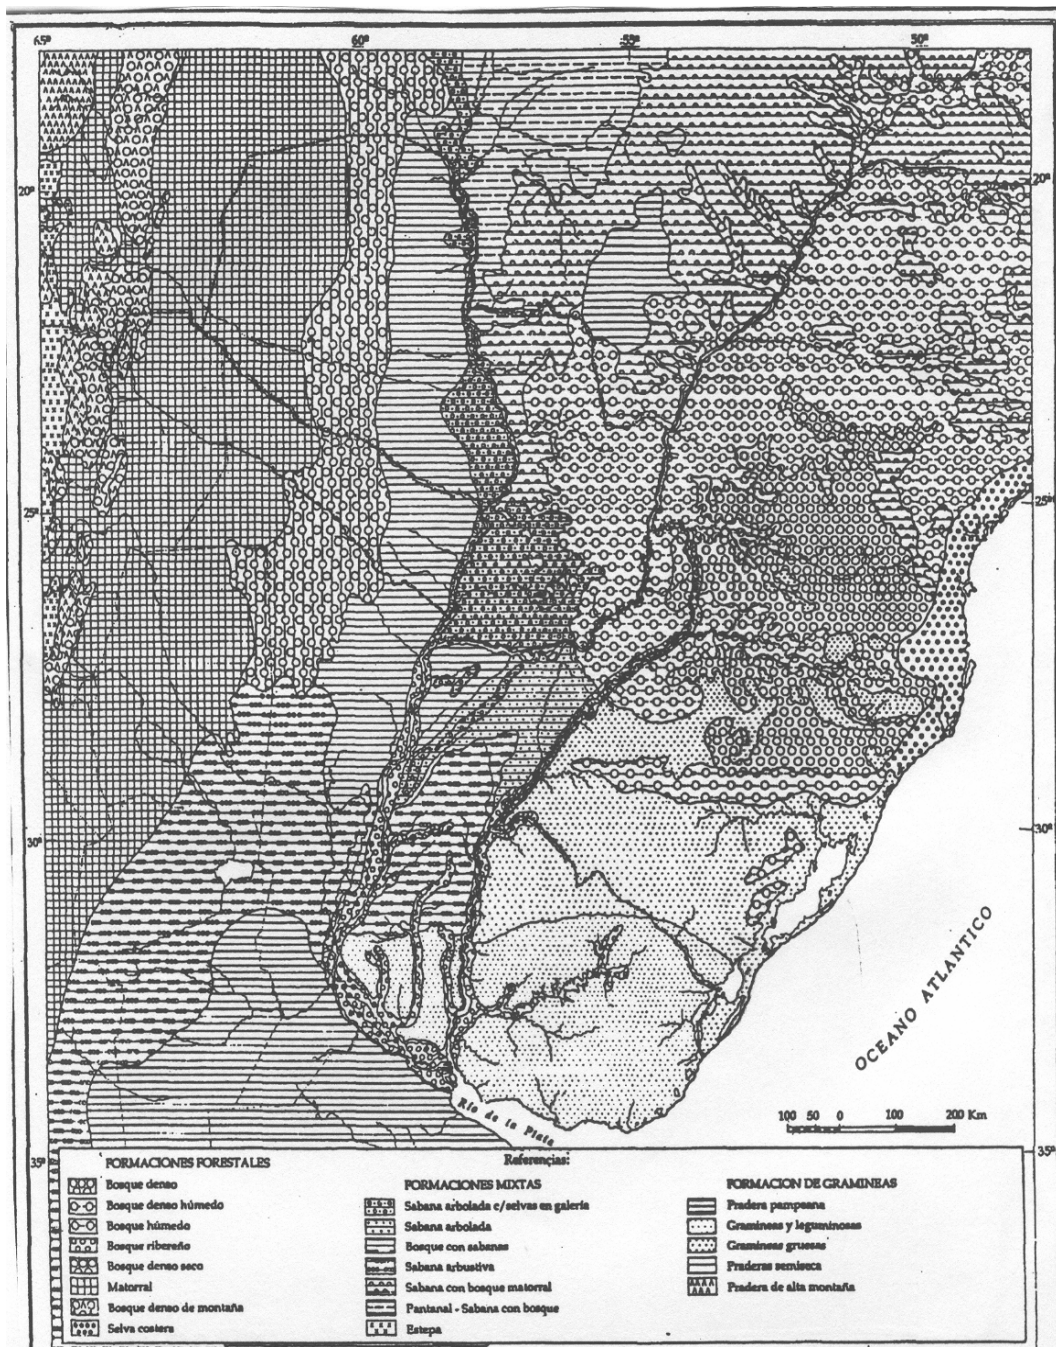 65º 60º 55º 50º
20º 20º
25º 25º
30º 30º
OCEANO ATLANTICO
Río de la Plata
100 50 0 100 200 Km
35º 35º
Referencias:
FORMACIONES FORESTALES
Bosque denso
Bosque denso húmedo
Bosque húmedo
Bosque ribereño
Bosque denso seco
Matorral
Bosque denso de montaña
Selva costera
FORMACIONES MIXTAS
Sabana arbolada c/selvas en galería
Sabana arbolada
Bosque con sabanas
Sabana arbustiva
Sabana con bosque matorral
Pantanal - Sabana con bosque
Estepa
FORMACION DE GRAMINEAS
Pradera pampeana
Gramineas y leguminosas
Gramineas gruesas
Praderas semiseca
Pradera de alta montaña